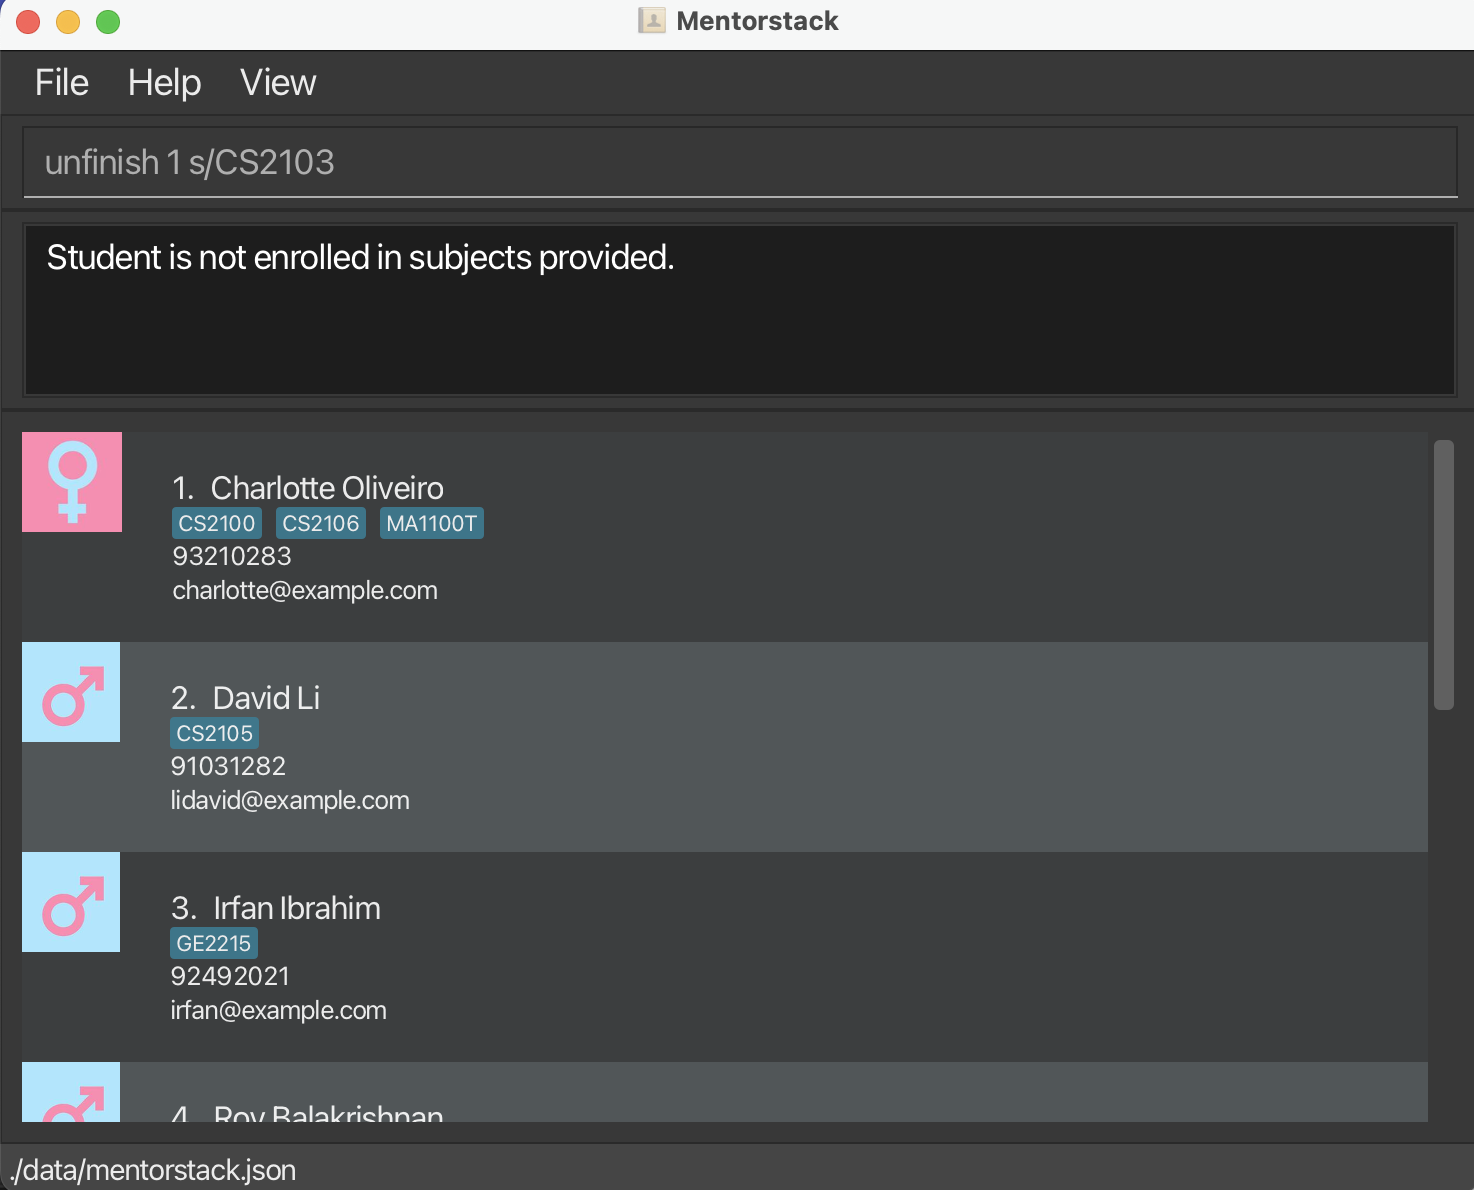 Mentorstack
File Help View
unfinish 1 s/CS2103
Student is not enrolled in subjects provided.
1. Charlotte Oliveiro
CS2100 CS2106 MA1100T
93210283
charlotte@example.com
2. David Li
CS2105
91031282
lidavid@example.com
3. Irfan Ibrahim
GE2215
92492021
irfan@example.com
4. Roy Balakrishnan
./data/mentorstack.json